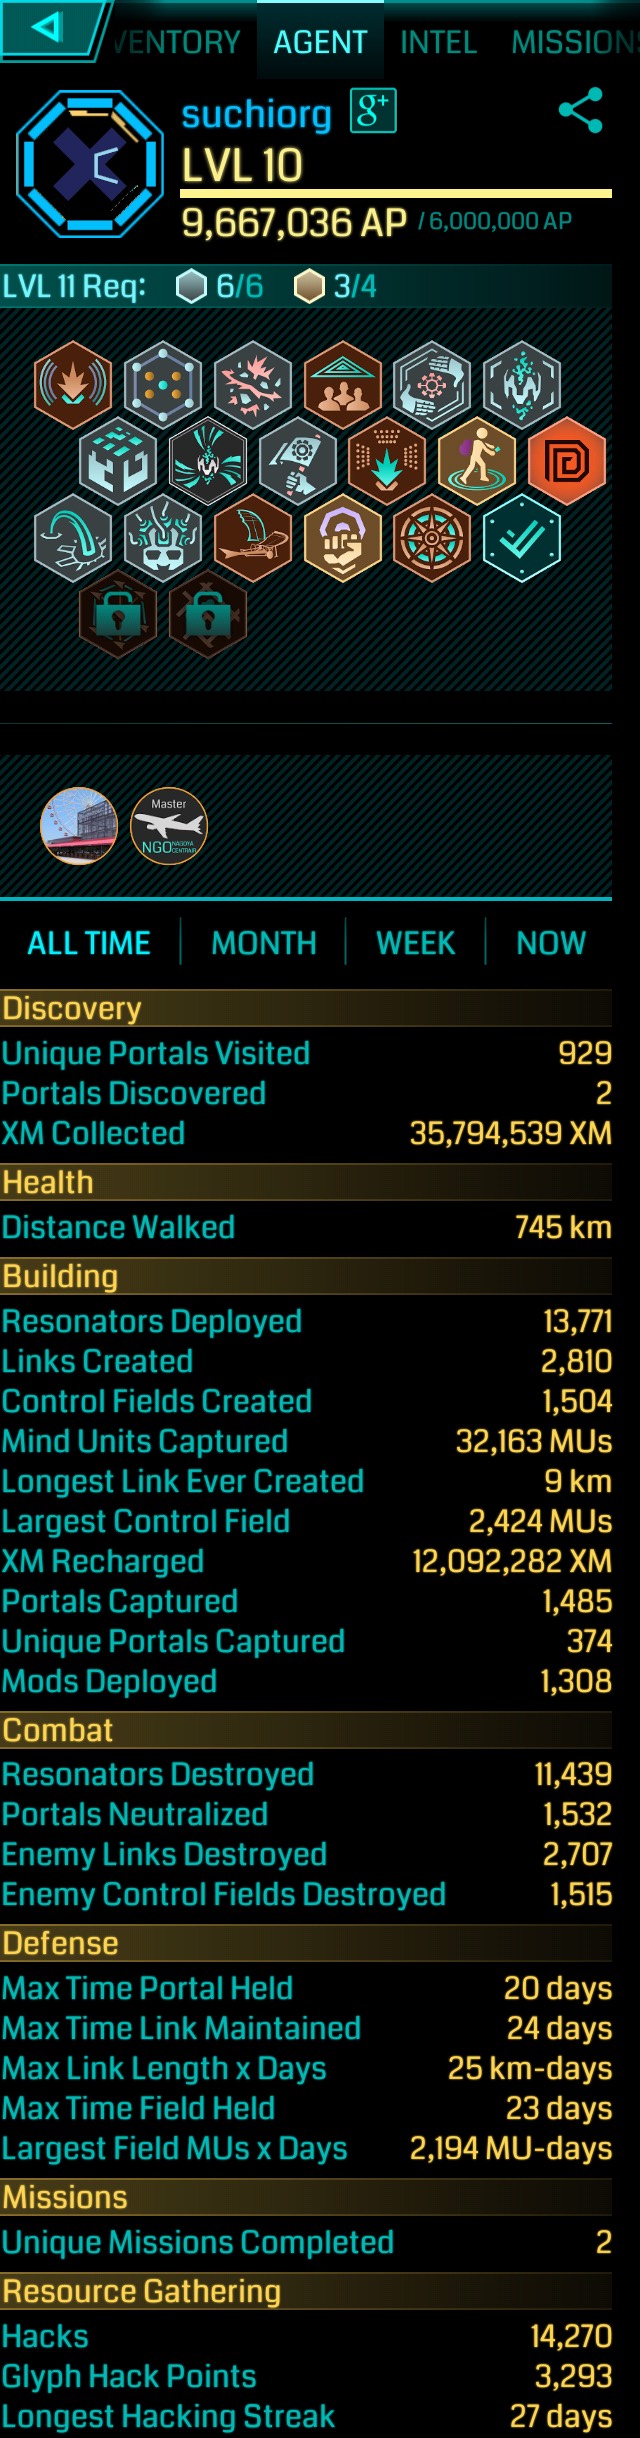 VENTORY AGENT INTEL MISSIONS
suchiorg g+
LVL 10
9,667,036 AP / 6,000,000 AP
LVL 11 Req: 6/6 3/4
Master
NGO NAGOYA CENTRAIR
ALL TIME MONTH WEEK NOW
Discovery
Unique Portals Visited 929
Portals Discovered 2
XM Collected 35,794,539 XM
Health
Distance Walked 745 km
Building
Resonators Deployed 13,771
Links Created 2,810
Control Fields Created 1,504
Mind Units Captured 32,163 MUs
Longest Link Ever Created 9 km
Largest Control Field 2,424 MUs
XM Recharged 12,092,282 XM
Portals Captured 1,485
Unique Portals Captured 374
Mods Deployed 1,308
Combat
Resonators Destroyed 11,439
Portals Neutralized 1,532
Enemy Links Destroyed 2,707
Enemy Control Fields Destroyed 1,515
Defense
Max Time Portal Held 20 days
Max Time Link Maintained 24 days
Max Link Length x Days 25 km-days
Max Time Field Held 23 days
Largest Field MUs x Days 2,194 MU-days
Missions
Unique Missions Completed 2
Resource Gathering
Hacks 14,270
Glyph Hack Points 3,293
Longest Hacking Streak 27 days